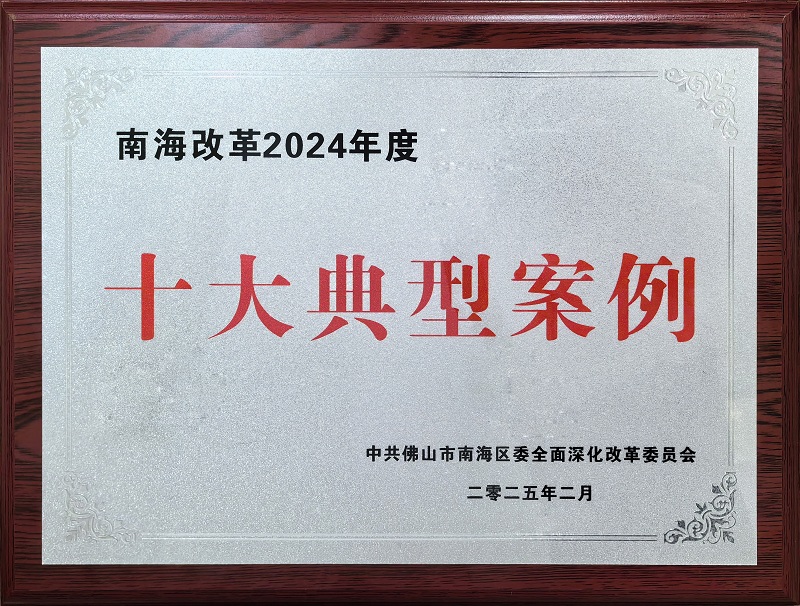 南海改革2024年度
十大典型案例
中共佛山市南海区委全面深化改革委员会
二零二五年二月